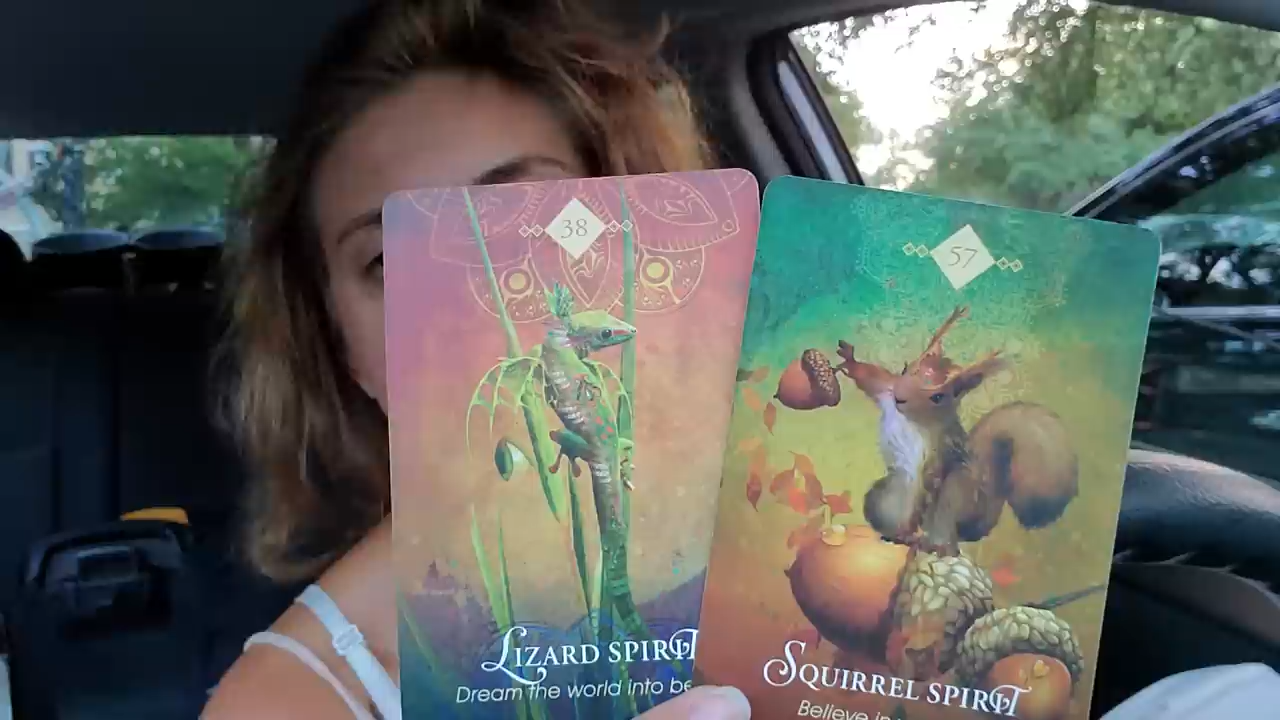 38
LIZARD SPIRIT
Dream the world into be
57
SQUIRREL SPIRIT
Believe in